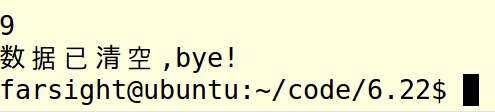 9
数据已清空,bye!
farsight@ubuntu:~/code/6.22$